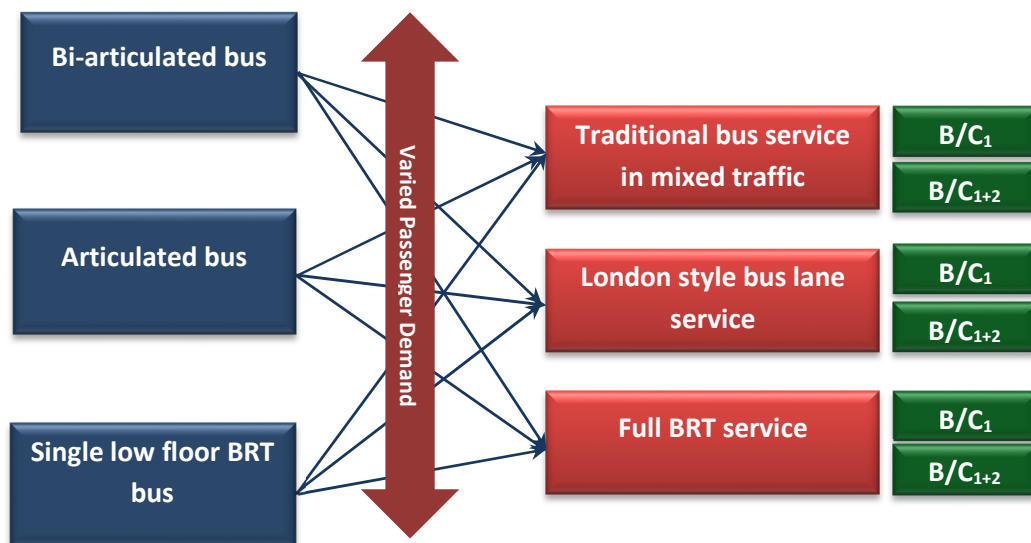 Bi-articulated bus
Articulated bus
Single low floor BRT
bus
Varied Passenger Demand
Traditional bus service
in mixed traffic
B/C₁
B/C₁₊₂
London style bus lane
service
B/C₁
B/C₁₊₂
Full BRT service
B/C₁
B/C₁₊₂